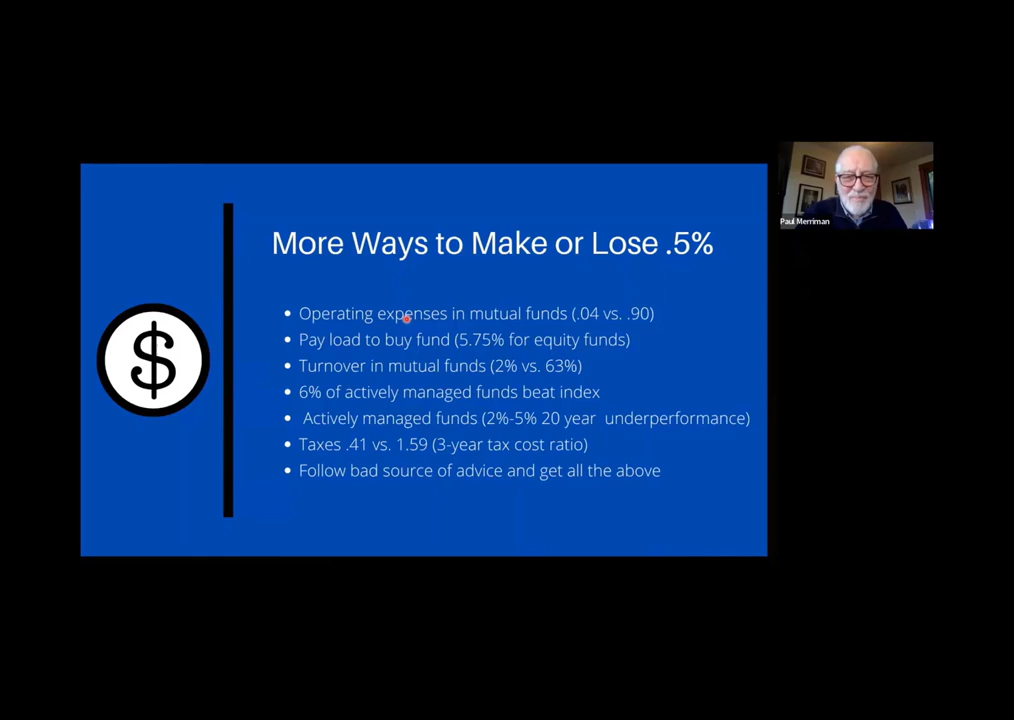 More Ways to Make or Lose .5%
Operating expenses in mutual funds (.04 vs. .90)
Pay load to buy fund (5.75% for equity funds)
Turnover in mutual funds (2% vs. 63%)
6% of actively managed funds beat index
Actively managed funds (2%-5% 20 year underperformance)
Taxes .41 vs. 1.59 (3-year tax cost ratio)
Follow bad source of advice and get all the above
$
Paul Merriman